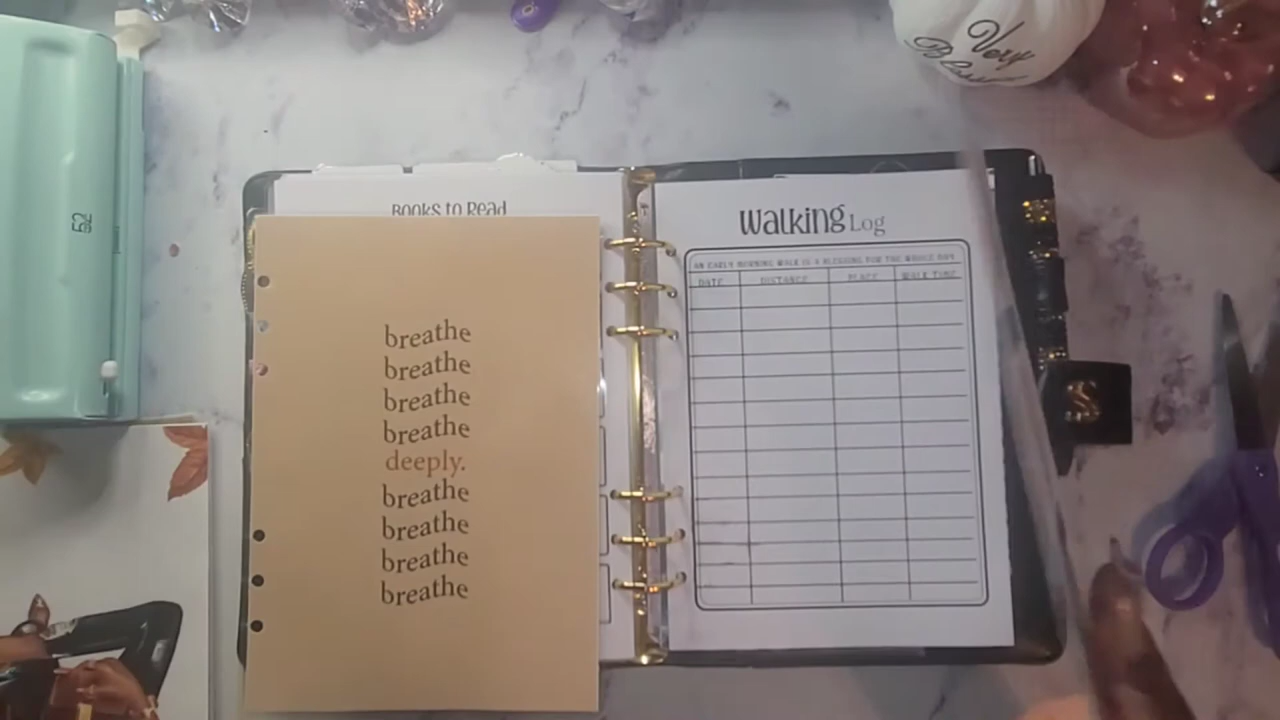 Very
Books to Read
Walking Log
AN EARLY MORNING WALK IS A BLESSING FOR THE WHOLE DAY
DATE DISTANCE PLACE WALK TIME
breathe
breathe
breathe
breathe
deeply.
breathe
breathe
breathe
breathe
S